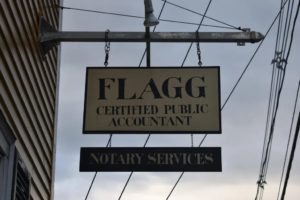 FLAGG
CERTIFIED PUBLIC
ACCOUNTANT
NOTARY SERVICES